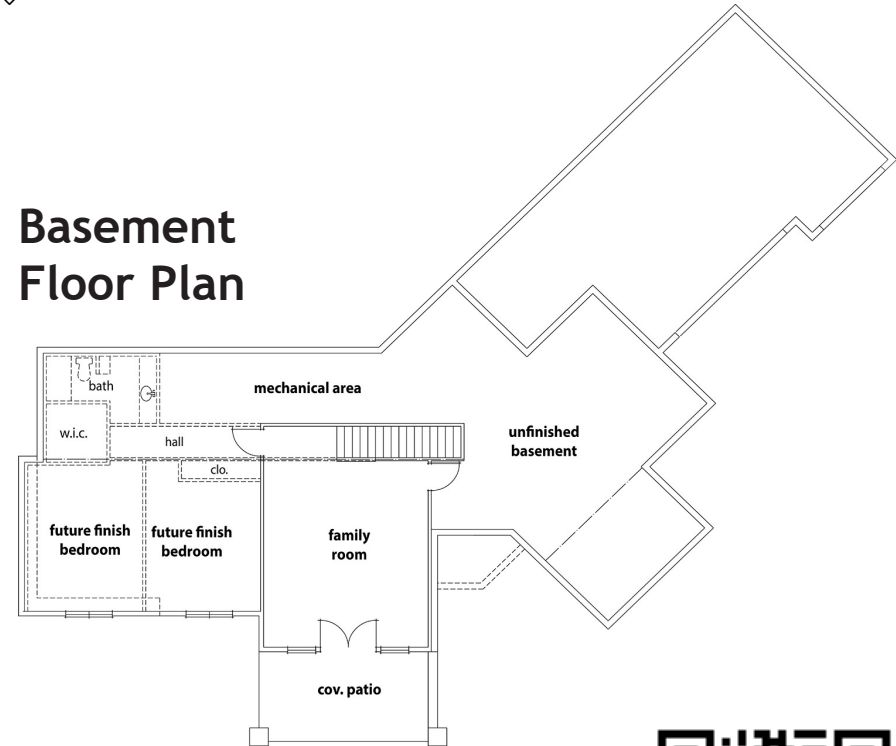 Basement
Floor Plan
bath
mechanical area
w.i.c.
hall
unfinished
basement
clo.
future finish
bedroom
future finish
bedroom
family
room
cov. patio